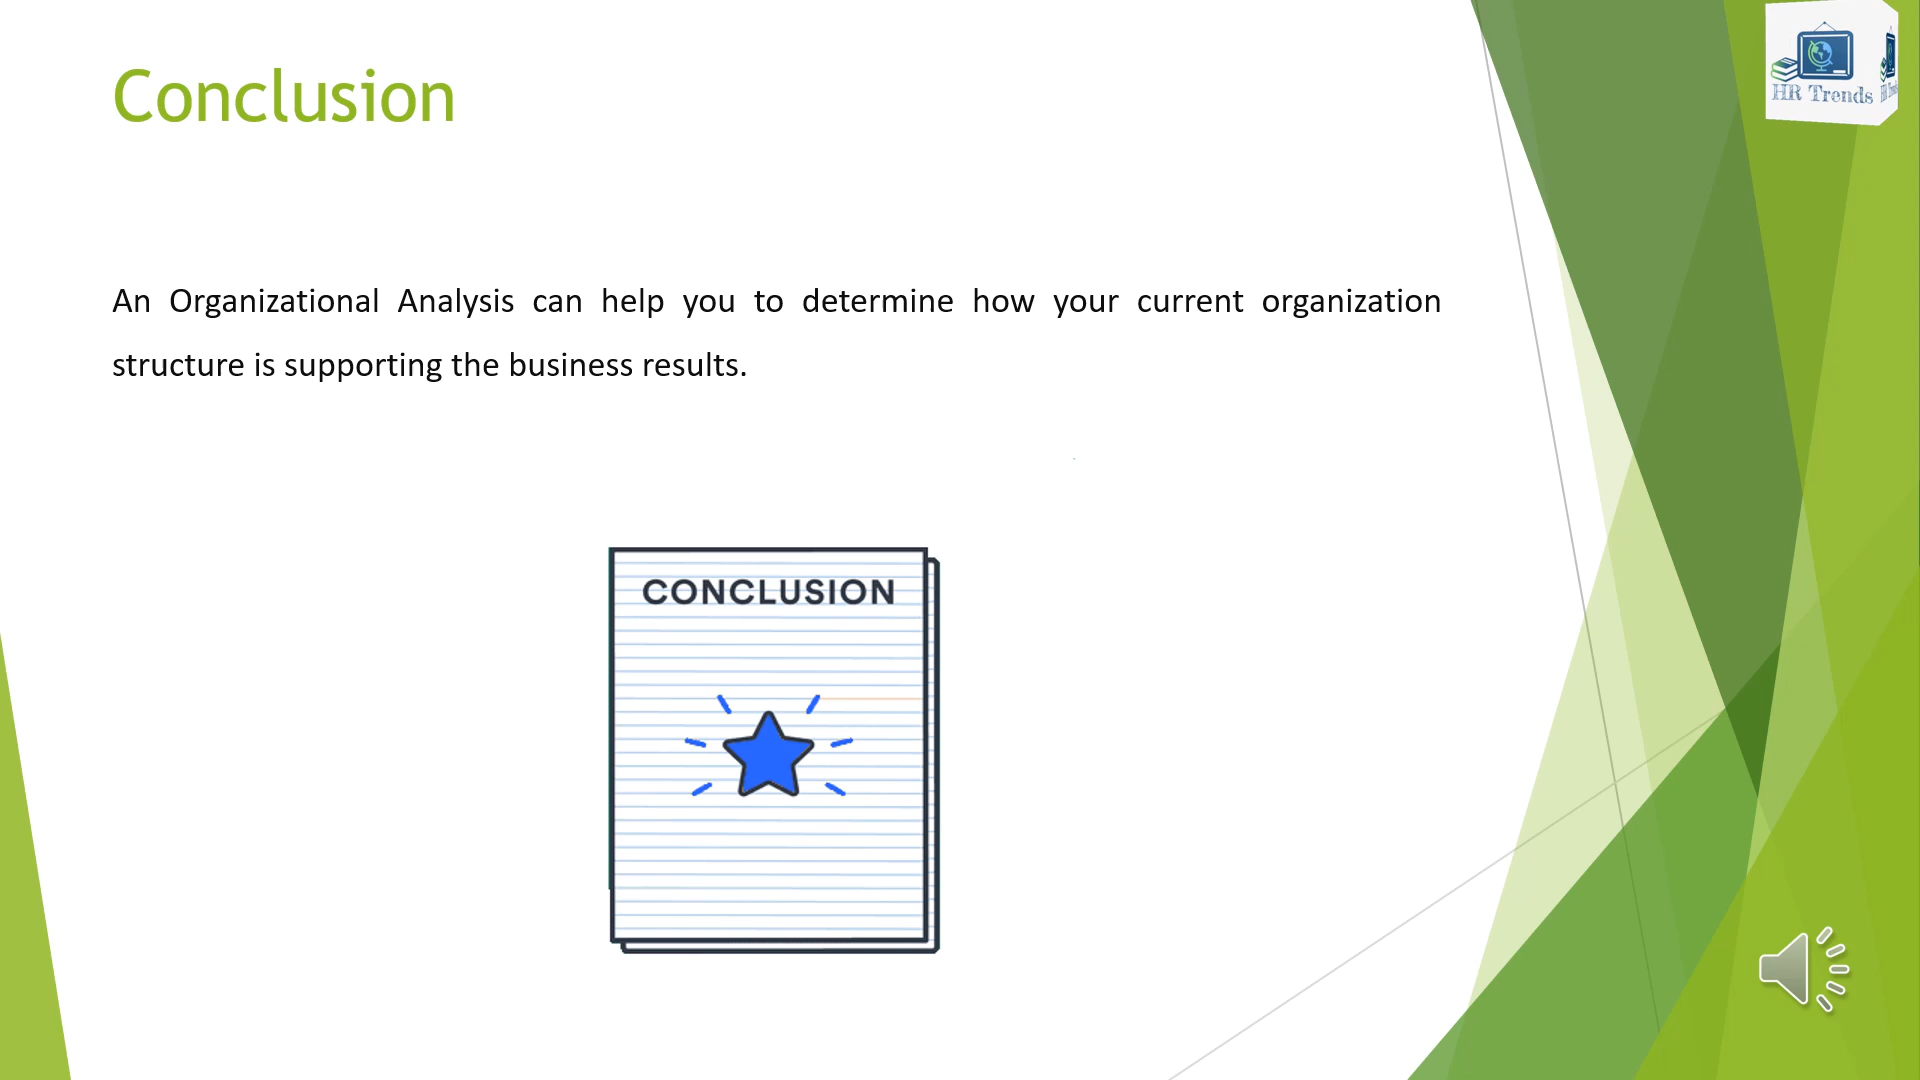 Conclusion
HR Trends
An Organizational Analysis can help you to determine how your current organization
structure is supporting the business results.
CONCLUSION